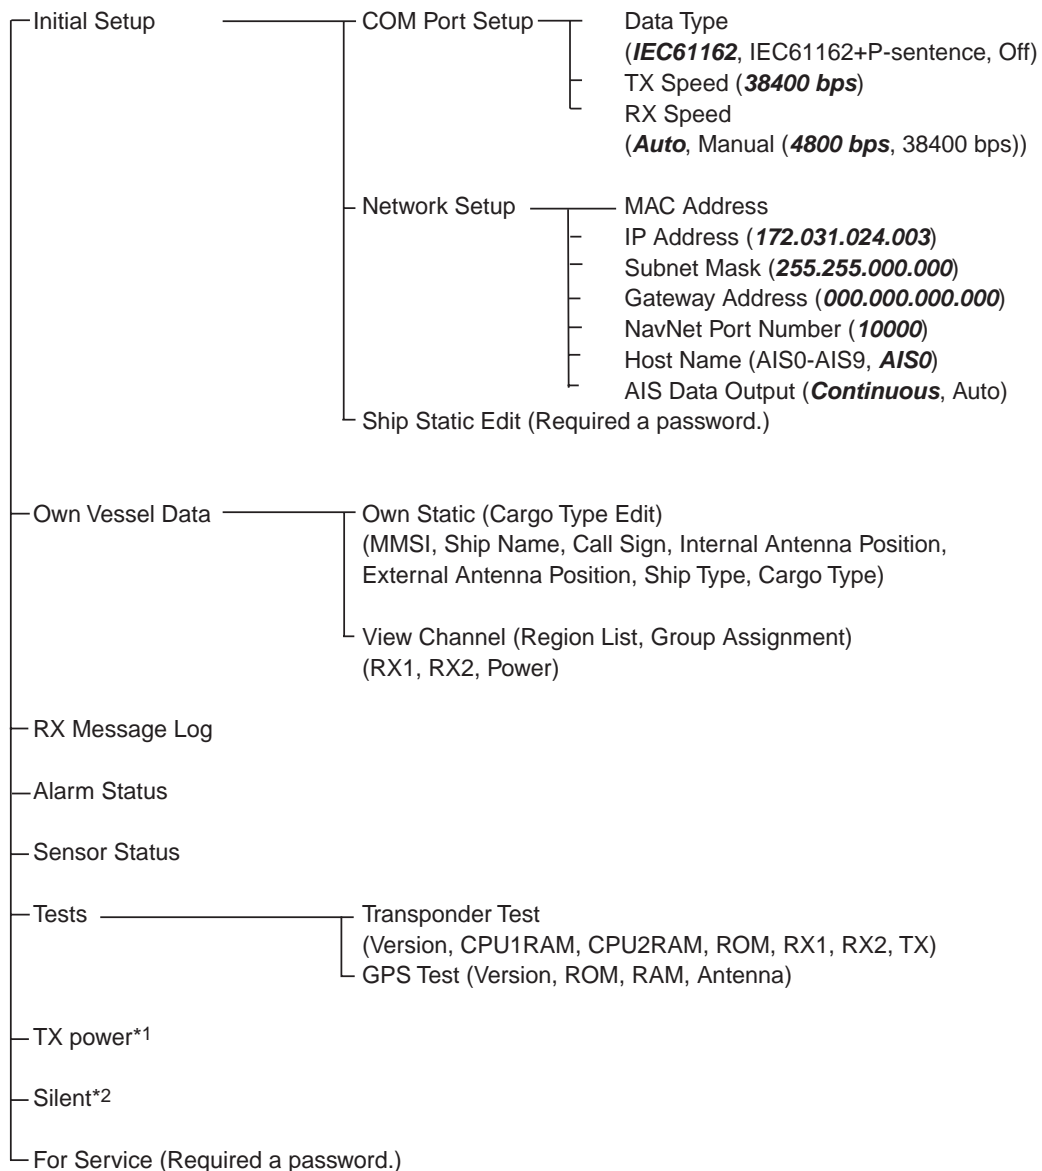 Initial Setup
COM Port Setup
Data Type
(IEC61162, IEC61162+P-sentence, Off)
TX Speed (38400 bps)
RX Speed
(Auto, Manual (4800 bps, 38400 bps))
Network Setup
MAC Address
IP Address (172.031.024.003)
Subnet Mask (255.255.000.000)
Gateway Address (000.000.000.000)
NavNet Port Number (10000)
Host Name (AIS0-AIS9, AIS0)
AIS Data Output (Continuous, Auto)
Ship Static Edit (Required a password.)
Own Vessel Data
Own Static (Cargo Type Edit)
(MMSI, Ship Name, Call Sign, Internal Antenna Position,
External Antenna Position, Ship Type, Cargo Type)
View Channel (Region List, Group Assignment)
(RX1, RX2, Power)
RX Message Log
Alarm Status
Sensor Status
Tests
Transponder Test
(Version, CPU1RAM, CPU2RAM, ROM, RX1, RX2, TX)
GPS Test (Version, ROM, RAM, Antenna)
TX power*1
Silent*2
For Service (Required a password.)